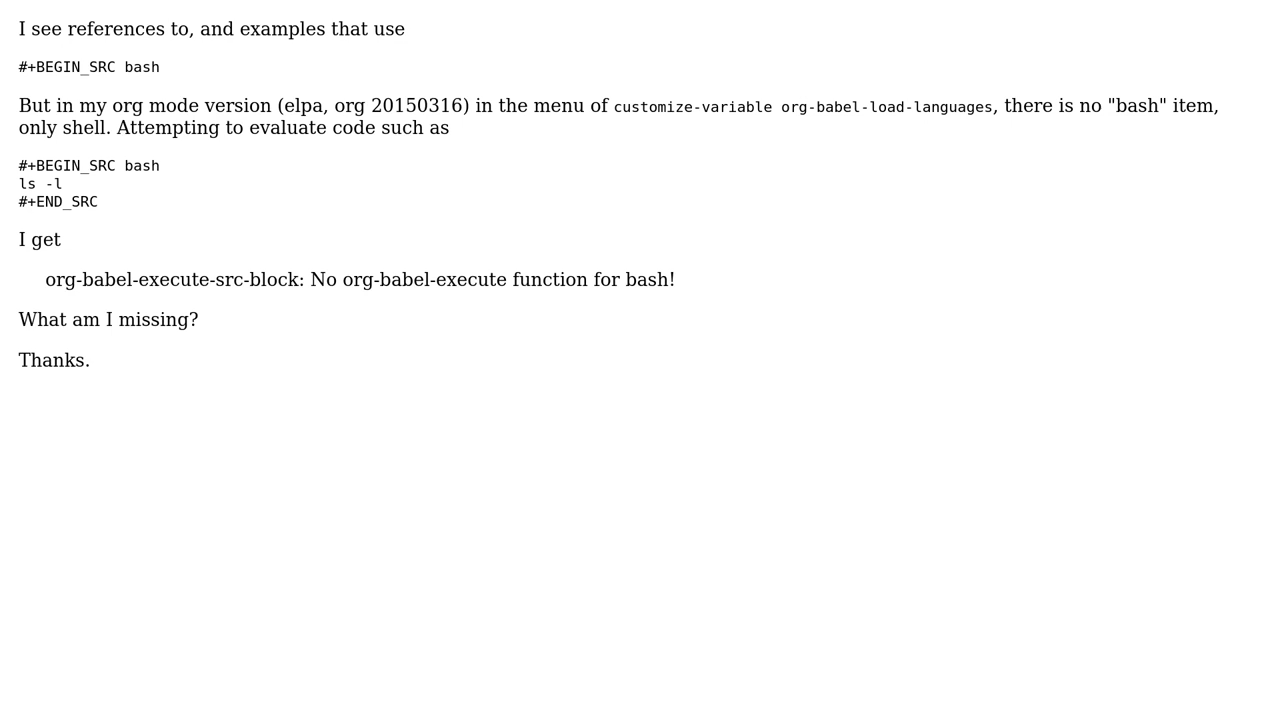 I see references to, and examples that use
#+BEGIN_SRC bash
But in my org mode version (elpa, org 20150316) in the menu of customize-variable org-babel-load-languages, there is no "bash" item,
only shell. Attempting to evaluate code such as
#+BEGIN_SRC bash
ls -l
#+END_SRC
I get
org-babel-execute-src-block: No org-babel-execute function for bash!
What am I missing?
Thanks.